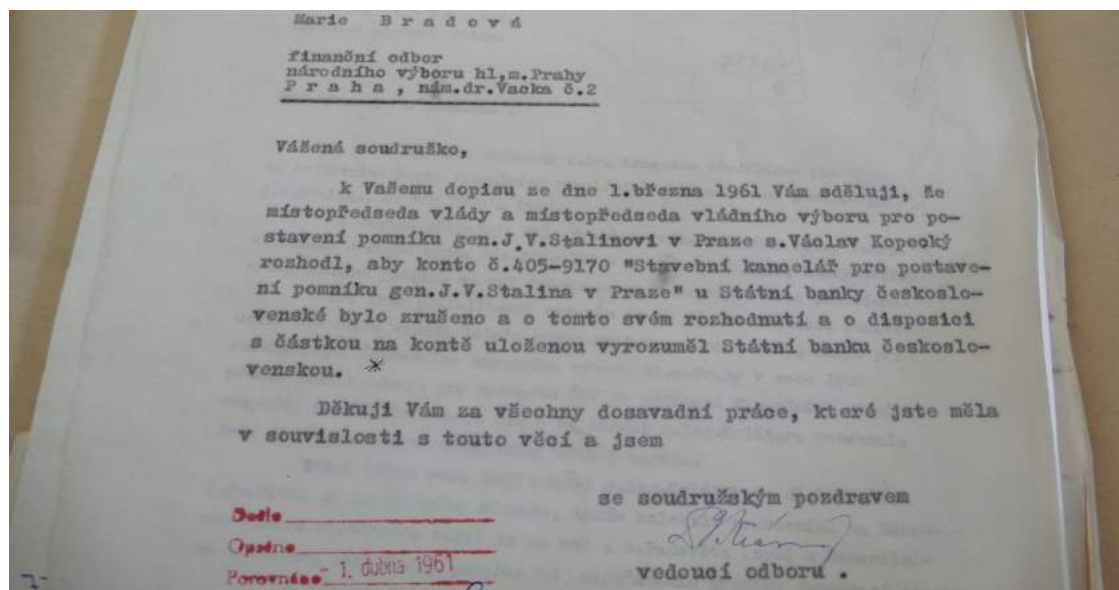 Marie B r a d o v á
finanční odbor
národního výboru hl.m.Prahy
P r a h a , nám.dr.Vacka č.2
Vážená soudružko,
k Vašemu dopisu ze dne 1.března 1961 Vám sděluji, že
místopředseda vlády a místopředseda vládního výboru pro po-
stavení pomníku gen.J.V.Stalinovi v Praze s.Václav Kopecký
rozhodl, aby konto č.405-9170 "Stavební kancelář pro postave-
ní pomníku gen.J.V.Stalina v Praze" u Státní banky českoslo-
venské bylo zrušeno a o tomto svém rozhodnutí a o disposici
s částkou na kontě uloženou vyrozuměl Státní banku českoslo-
venskou. *
Děkuji Vám za všechny dosavadní práce, které jste měla
v souvislosti s touto věcí a jsem
se soudružským pozdravem
Došlo
Opsáno
Porovnáno - 1. dubna 1961
vedoucí odboru .